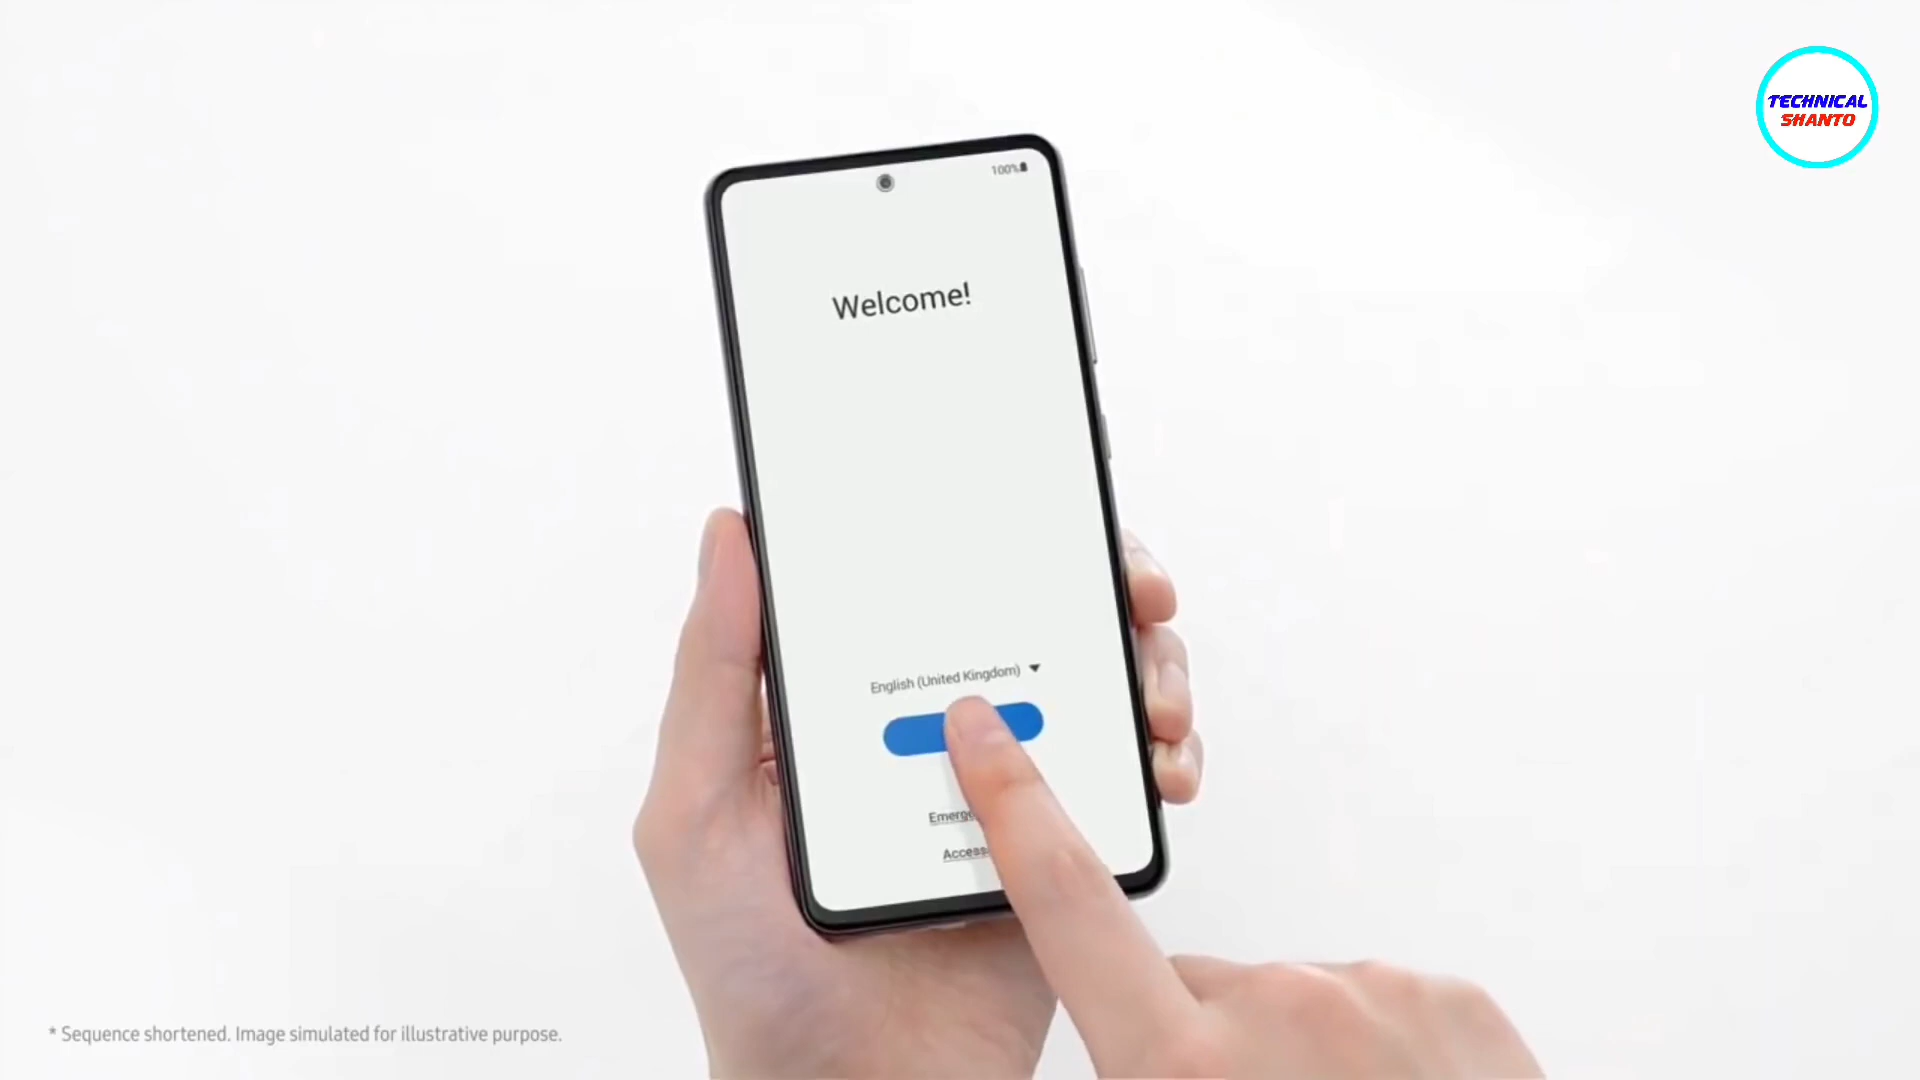 TECHNICAL
SHANTO
100%
Welcome!
English (United Kingdom)
* Sequence shortened. Image simulated for illustrative purpose.